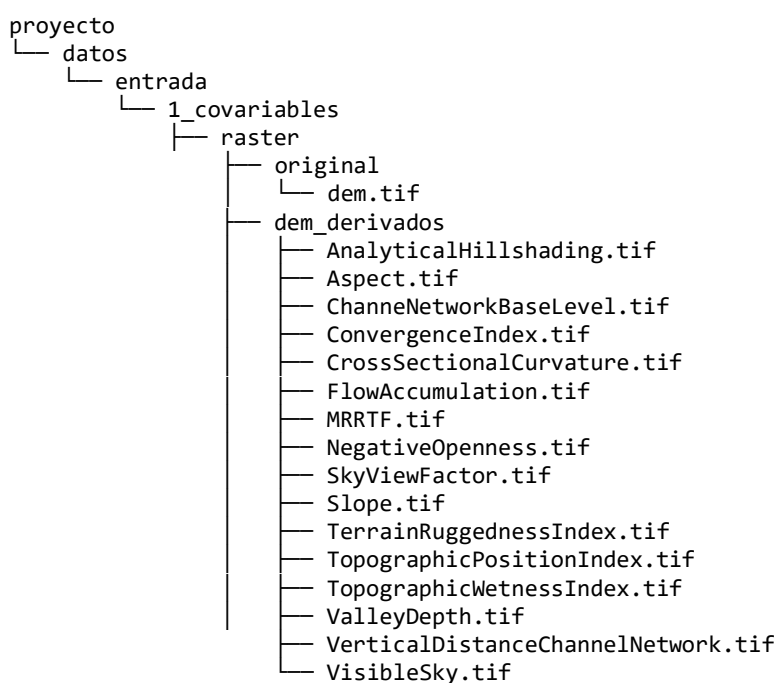 proyecto
└── datos
    └── entrada
        └── 1_covariables
            ├── raster
                ├── original
                │   └── dem.tif
                ├── dem_derivados
                │   ├── AnalyticalHillshading.tif
                │   ├── Aspect.tif
                │   ├── ChanneNetworkBaseLevel.tif
                │   ├── ConvergenceIndex.tif
                │   ├── CrossSectionalCurvature.tif
                │   ├── FlowAccumulation.tif
                │   ├── MRRTF.tif
                │   ├── NegativeOpenness.tif
                │   ├── SkyViewFactor.tif
                │   ├── Slope.tif
                │   ├── TerrainRuggednessIndex.tif
                │   ├── TopographicPositionIndex.tif
                │   ├── TopographicWetnessIndex.tif
                │   ├── ValleyDepth.tif
                    ├── VerticalDistanceChannelNetwork.tif
                    └── VisibleSky.tif